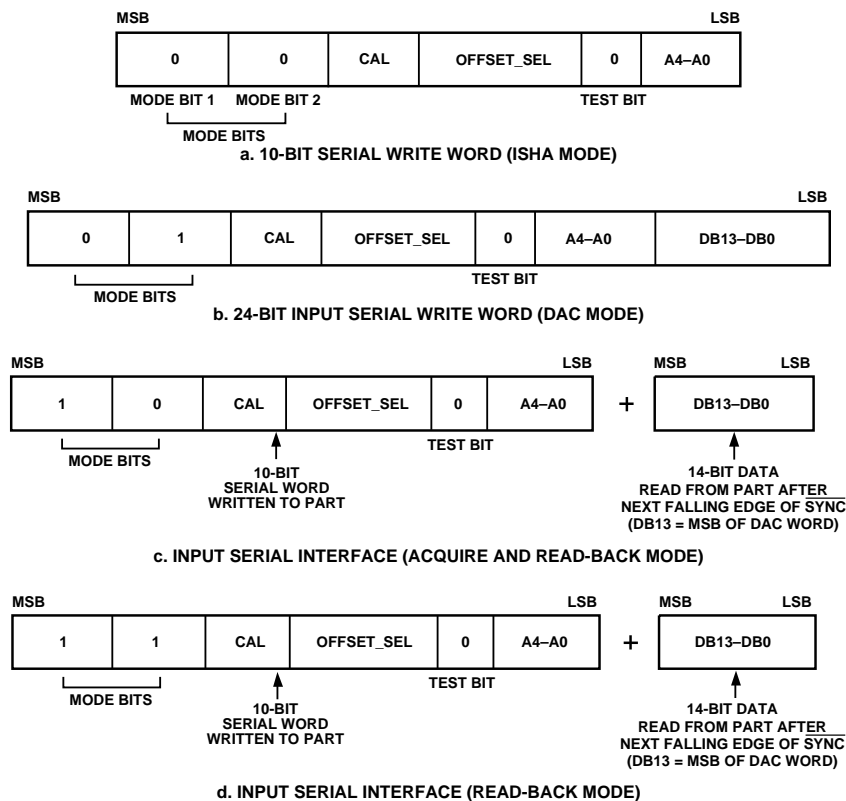 MSB LSB
0 0 CAL OFFSET_SEL 0 A4–A0
MODE BIT 1 MODE BIT 2 TEST BIT
MODE BITS
a. 10-BIT SERIAL WRITE WORD (ISHA MODE)
MSB LSB
0 1 CAL OFFSET_SEL 0 A4–A0 DB13–DB0
MODE BITS TEST BIT
b. 24-BIT INPUT SERIAL WRITE WORD (DAC MODE)
MSB LSB MSB LSB
1 0 CAL OFFSET_SEL 0 A4–A0 + DB13–DB0
MODE BITS TEST BIT
10-BIT
SERIAL WORD
WRITTEN TO PART
14-BIT DATA
READ FROM PART AFTER
NEXT FALLING EDGE OF SYNC
(DB13 = MSB OF DAC WORD)
c. INPUT SERIAL INTERFACE (ACQUIRE AND READ-BACK MODE)
MSB LSB MSB LSB
1 1 CAL OFFSET_SEL 0 A4–A0 + DB13–DB0
MODE BITS TEST BIT
10-BIT
SERIAL WORD
WRITTEN TO PART
14-BIT DATA
READ FROM PART AFTER
NEXT FALLING EDGE OF SYNC
(DB13 = MSB OF DAC WORD)
d. INPUT SERIAL INTERFACE (READ-BACK MODE)